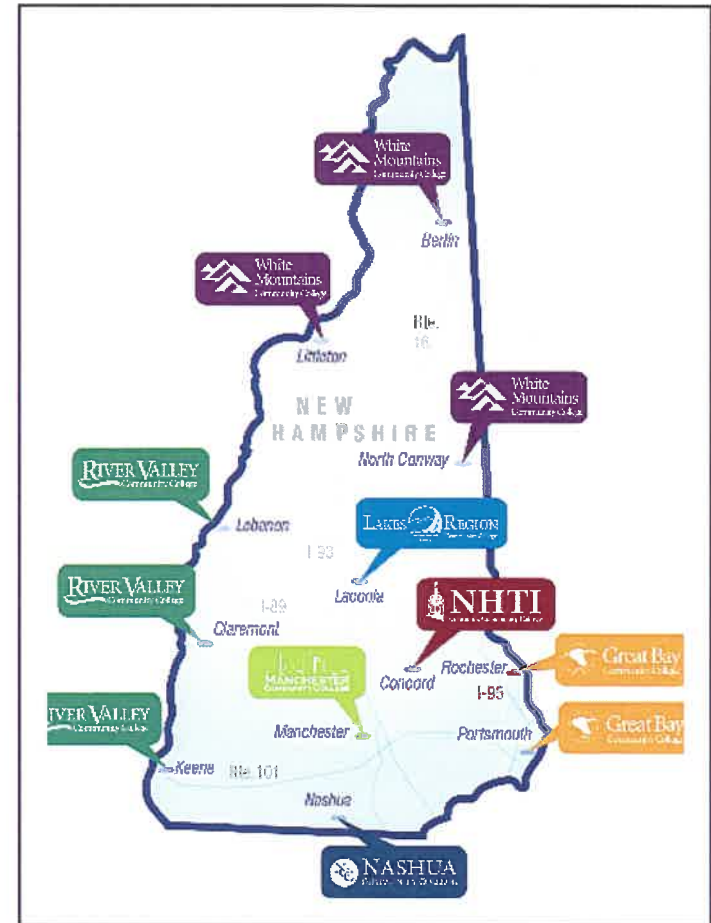 White
Mountains
Community College
Berlin
White
Mountains
Community College
Littleton
Rte.
16
NEW
HAMPSHIRE
White
Mountains
Community College
North Conway
RIVER VALLEY
Community College
Lebanon
LAKES REGION
Community College
I-93
Laconia
RIVER VALLEY
Community College
I-89
Claremont
NHTI
Concord
Rochester
Great Bay
Community College
I-95
MANCHESTER
COMMUNITY COLLEGE
Manchester
IVER VALLEY
Community College
Keene
Rte. 101
Portsmouth
Great Bay
Community College
Nashua
NASHUA
COMMUNITY COLLEGE